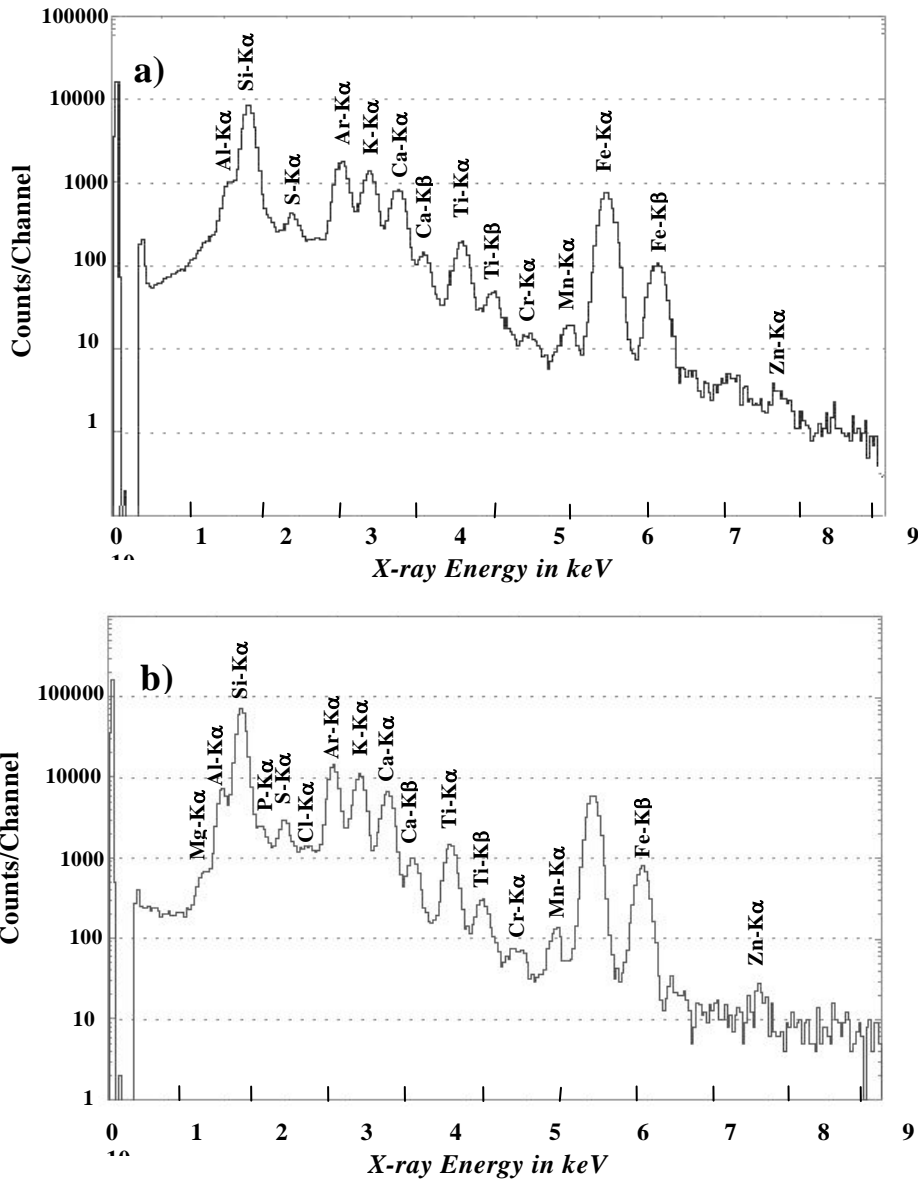 100000
a)
Si-Kα
10000
Al-Kα
S-Kα
Ar-Kα
K-Kα
Ca-Kα
Ca-Kβ
Ti-Kα
Ti-Kβ
Cr-Kα
Mn-Kα
Fe-Kα
Fe-Kβ
Zn-Kα
1000
100
10
1
Counts/Channel
0 1 2 3 4 5 6 7 8 9
10
X-ray Energy in keV
b)
100000
Mg-Kα
Al-Kα
Si-Kα
P-Kα
S-Kα
Cl-Kα
Ar-Kα
K-Kα
Ca-Kα
Ca-Kβ
Ti-Kα
Ti-Kβ
Cr-Kα
Mn-Kα
Fe-Kβ
Zn-Kα
10000
1000
100
10
1
Counts/Channel
0 1 2 3 4 5 6 7 8 9
10
X-ray Energy in keV